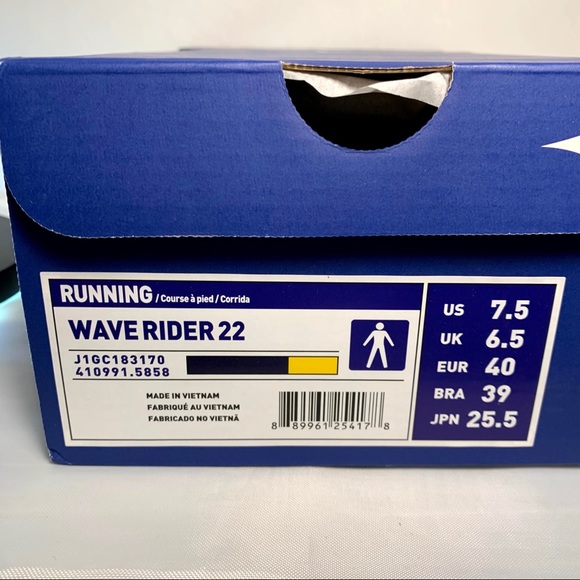 RUNNING / Course à pied / Corrida
WAVE RIDER 22
J1GC183170
410991.5858
MADE IN VIETNAM
FABRIQUÉ AU VIETNAM
FABRICADO NO VIETNÃ
8 89961 25417 8
US 7.5
UK 6.5
EUR 40
BRA 39
JPN 25.5